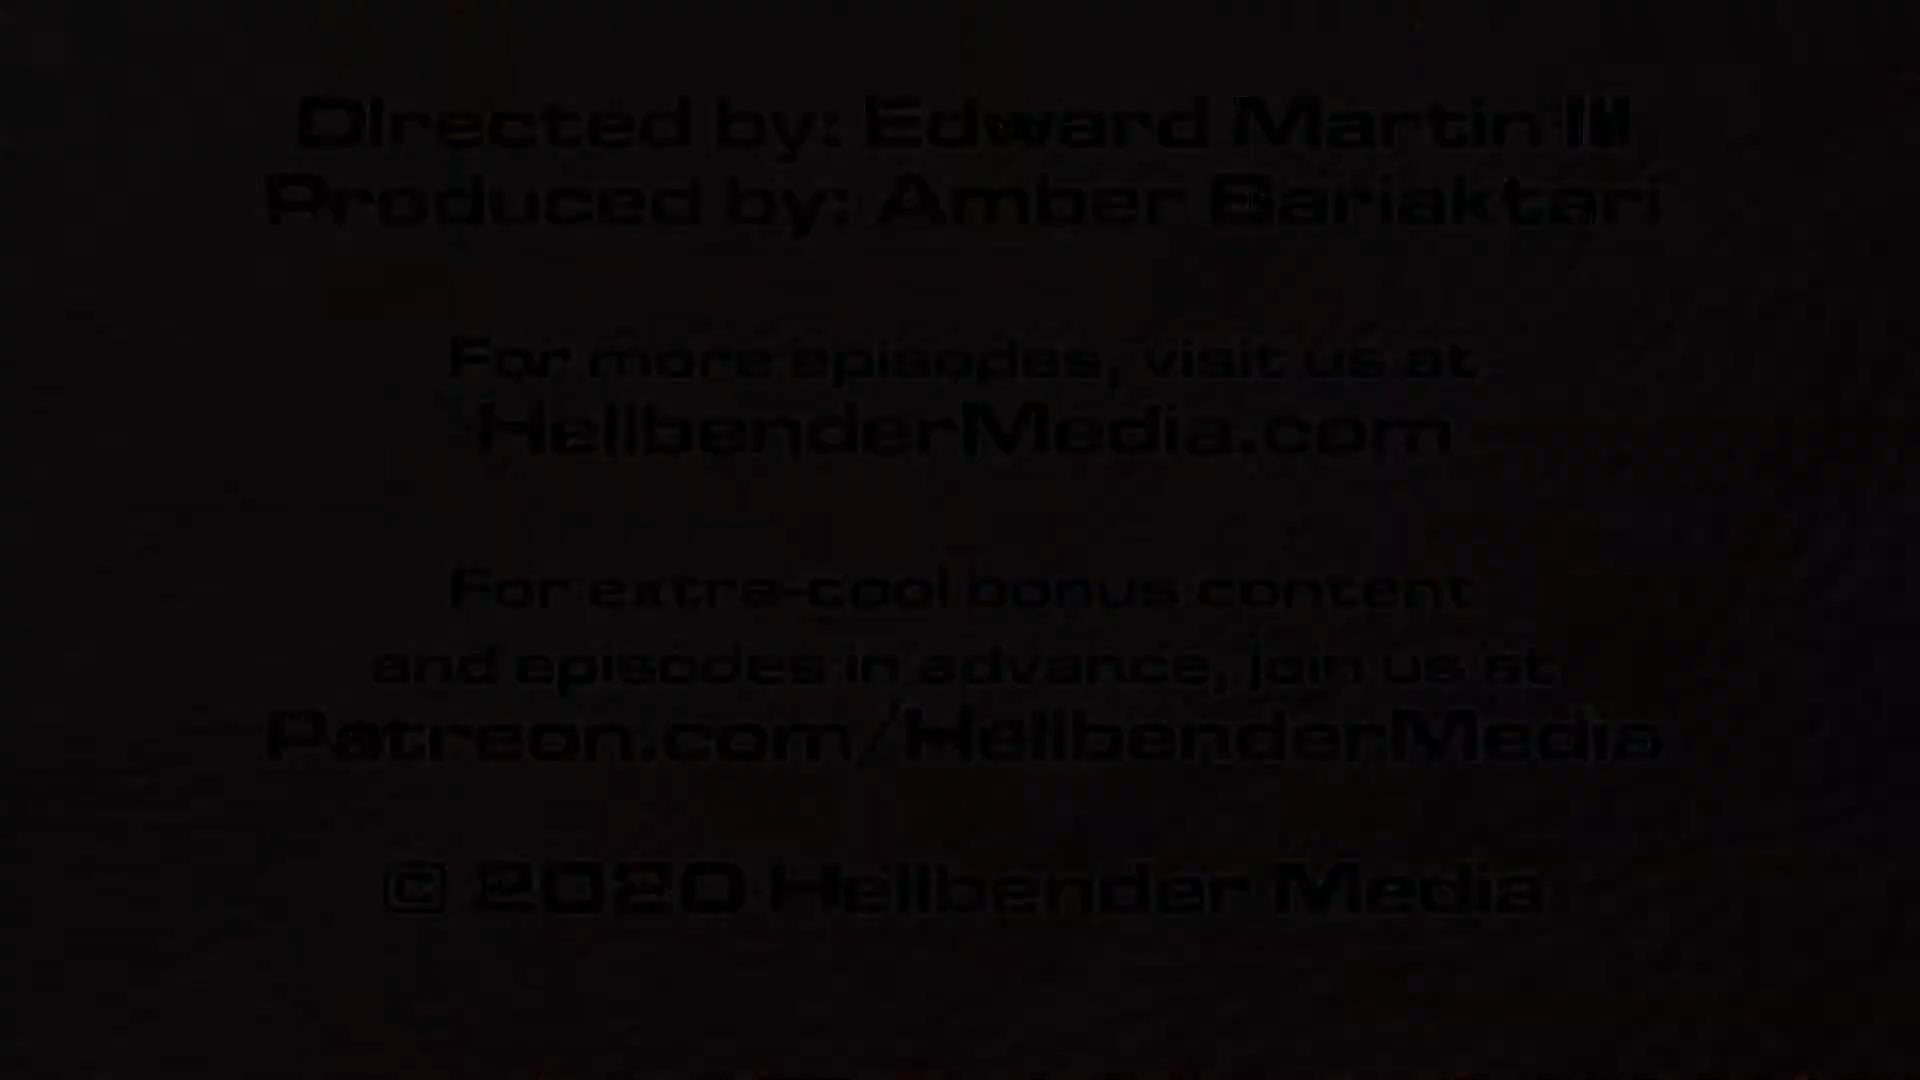 Directed by: Edward Martin III
Produced by: Amber Bariaktari
For more episodes, visit us at
HellbenderMedia.com
For extra-cool bonus content
and episodes in advance, join us at
Patreon.com/HellbenderMedia
© 2020 Hellbender Media